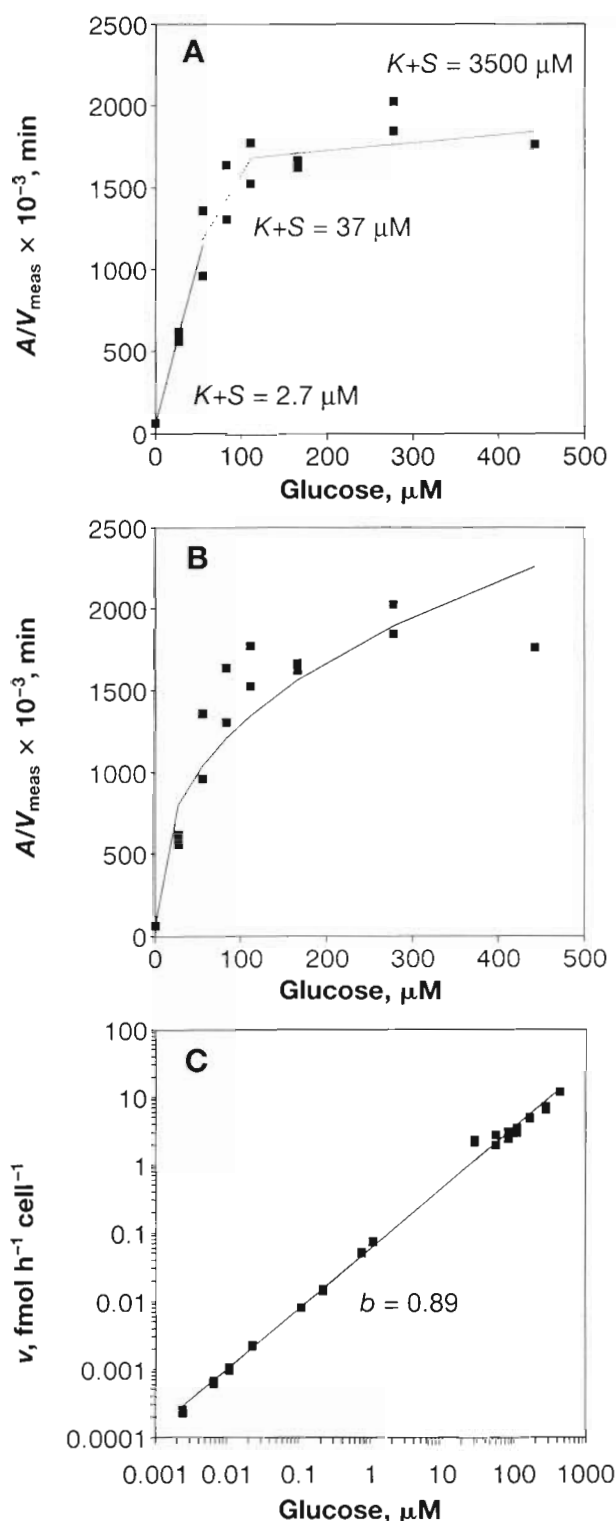 A
2500
2000
1500
1000
500
0
A/V_meas × 10⁻³, min
K+S = 3500 µM
K+S = 37 µM
K+S = 2.7 µM
0 100 200 300 400 500
Glucose, µM
B
2500
2000
1500
1000
500
0
A/V_meas × 10⁻³, min
0 100 200 300 400 500
Glucose, µM
C
100
10
1
0.1
0.01
0.001
0.0001
v, fmol h⁻¹ cell⁻¹
b = 0.89
0.001 0.01 0.1 1 10 100 1000
Glucose, µM